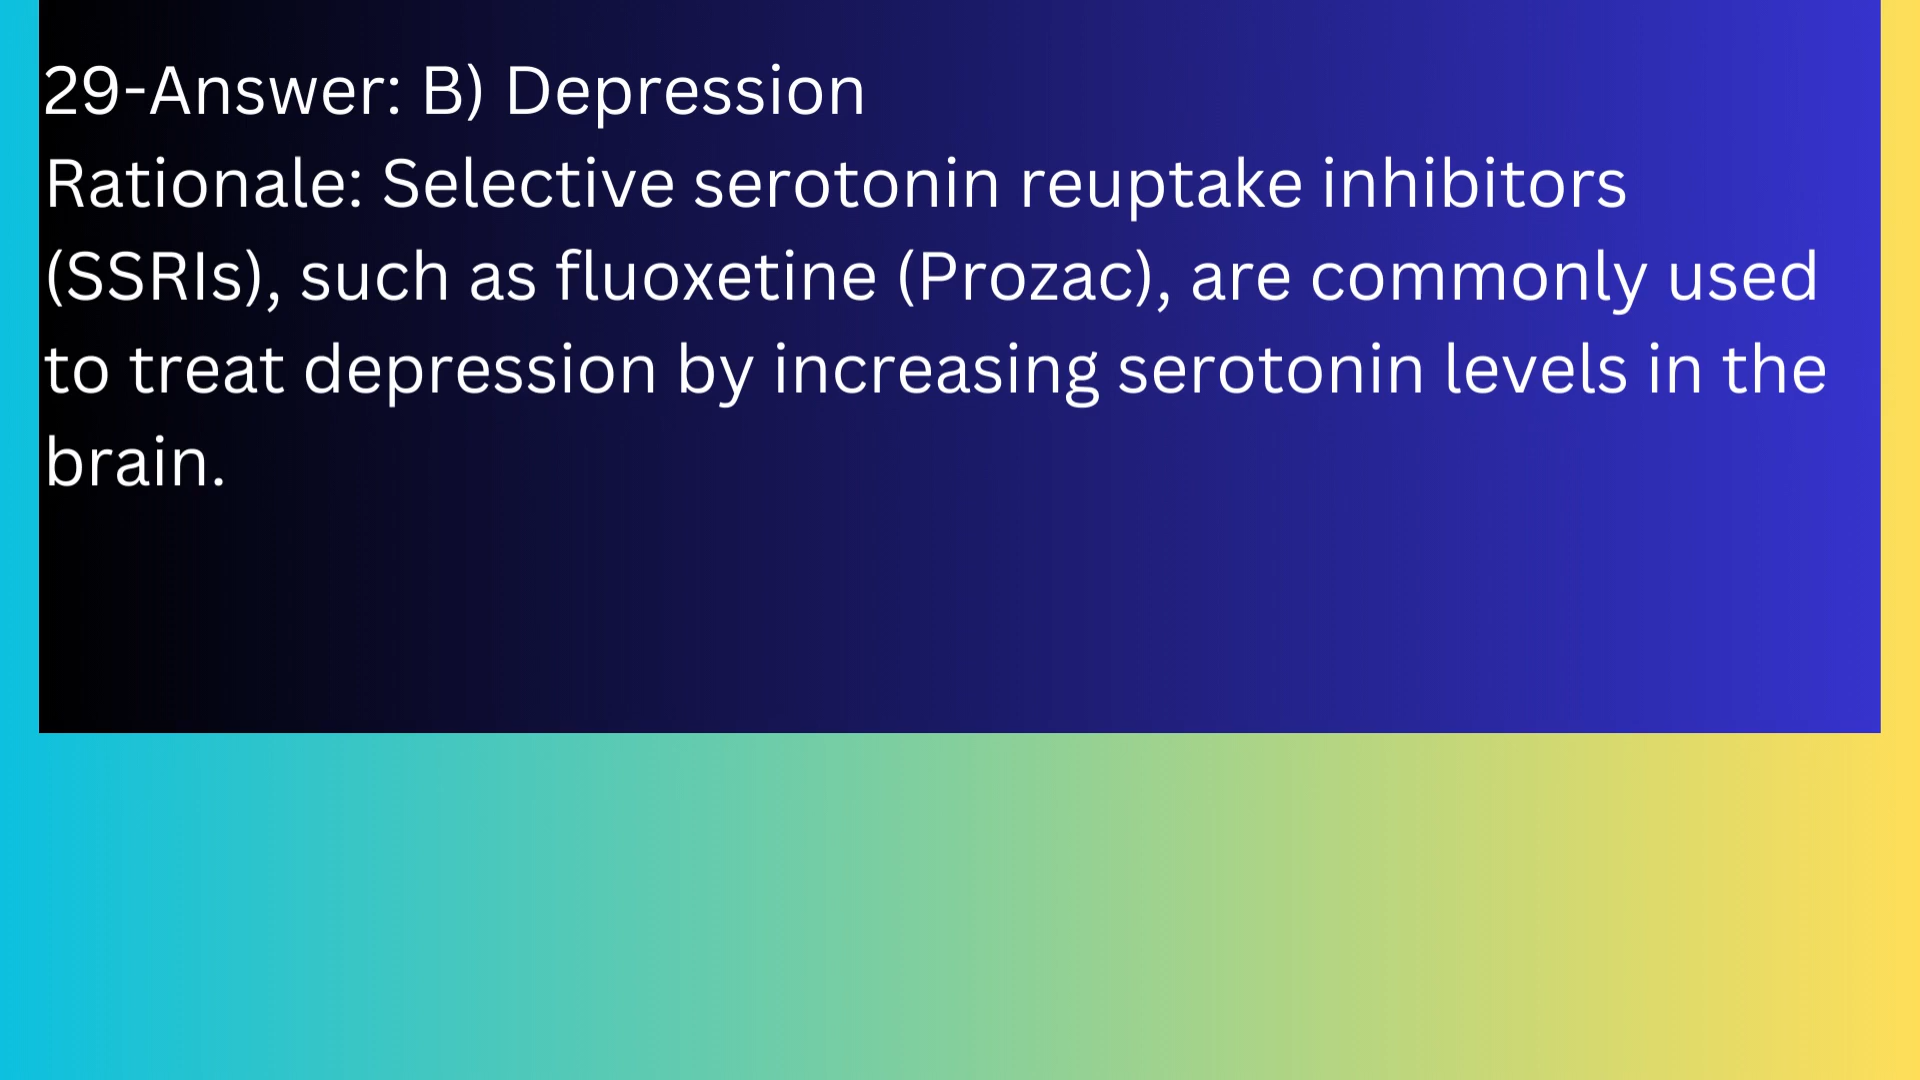 29-Answer: B) Depression
Rationale: Selective serotonin reuptake inhibitors
(SSRIs), such as fluoxetine (Prozac), are commonly used
to treat depression by increasing serotonin levels in the
brain.